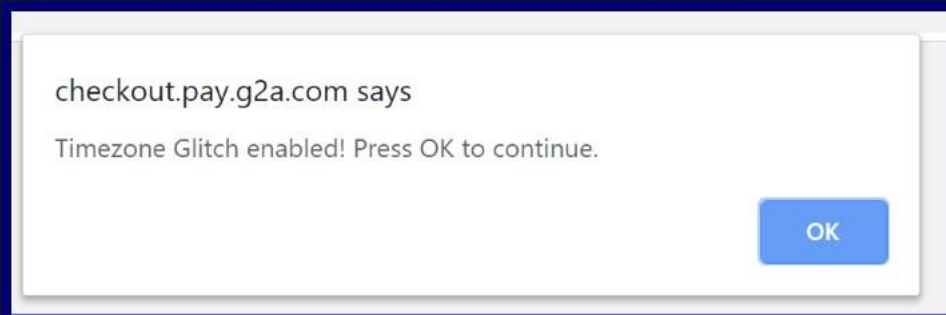 checkout.pay.g2a.com says
Timezone Glitch enabled! Press OK to continue.
OK